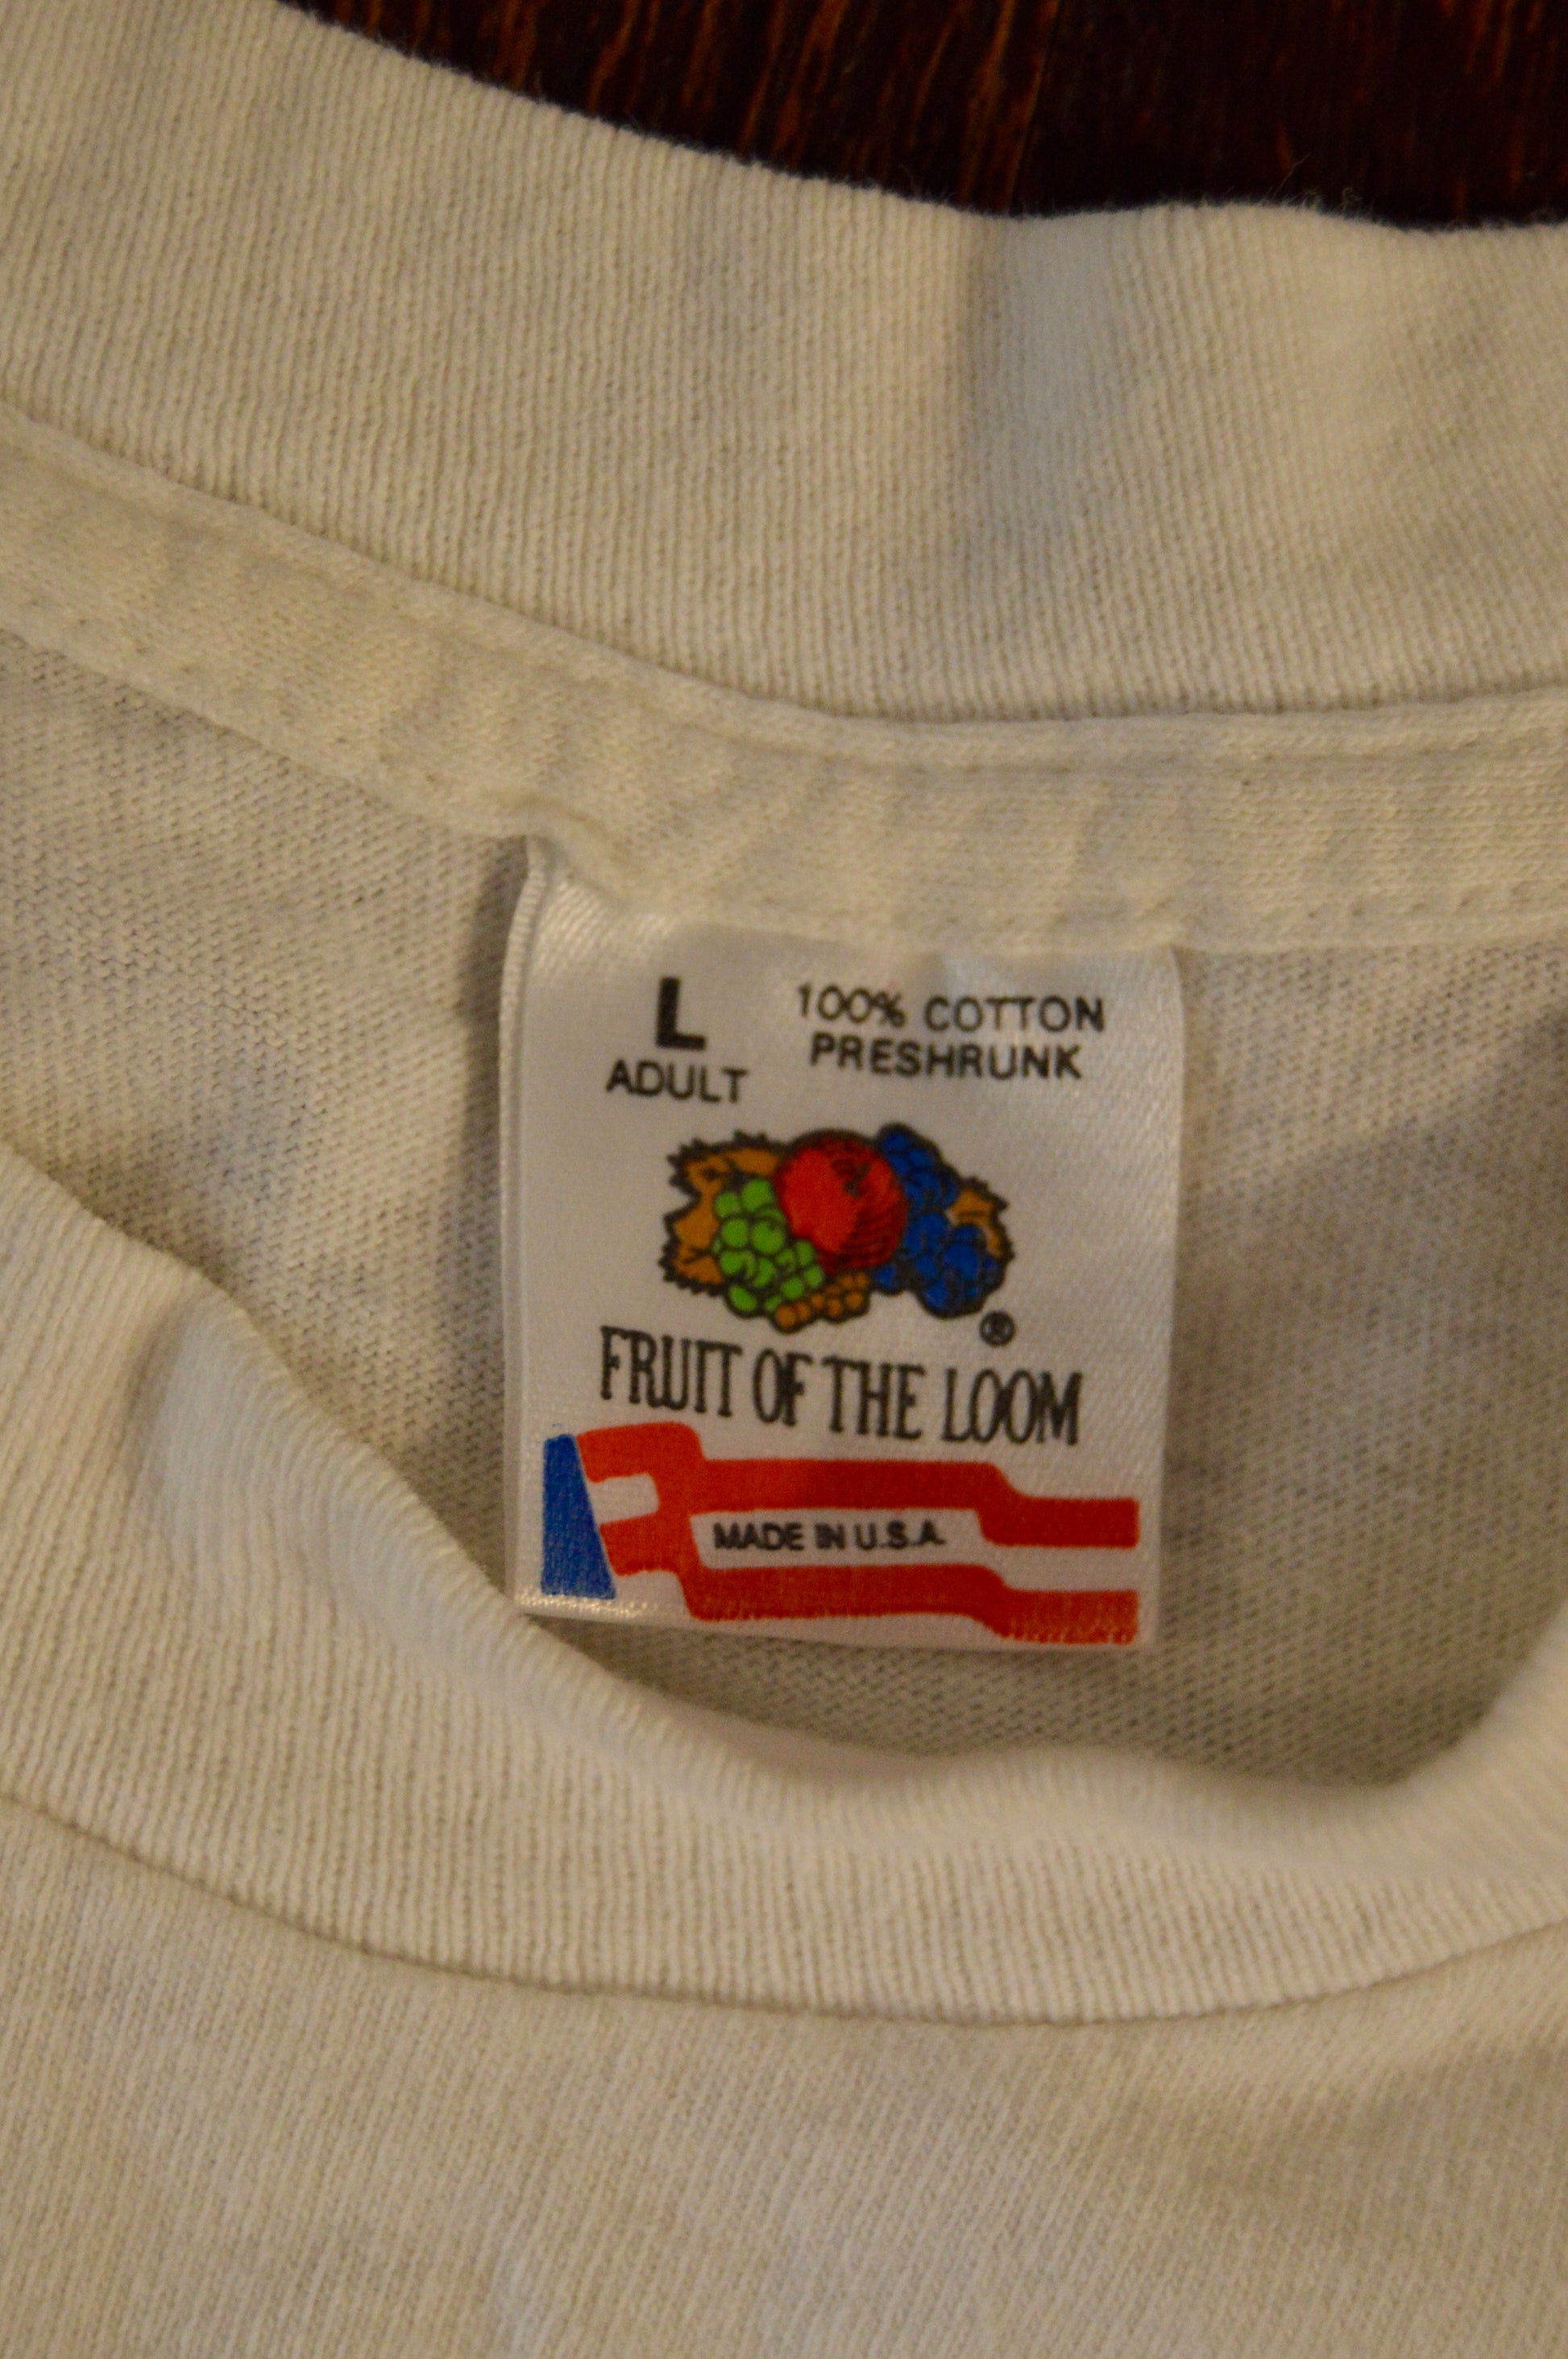 L
ADULT
100% COTTON
PRESHRUNK
®
FRUIT OF THE LOOM
MADE IN U.S.A.